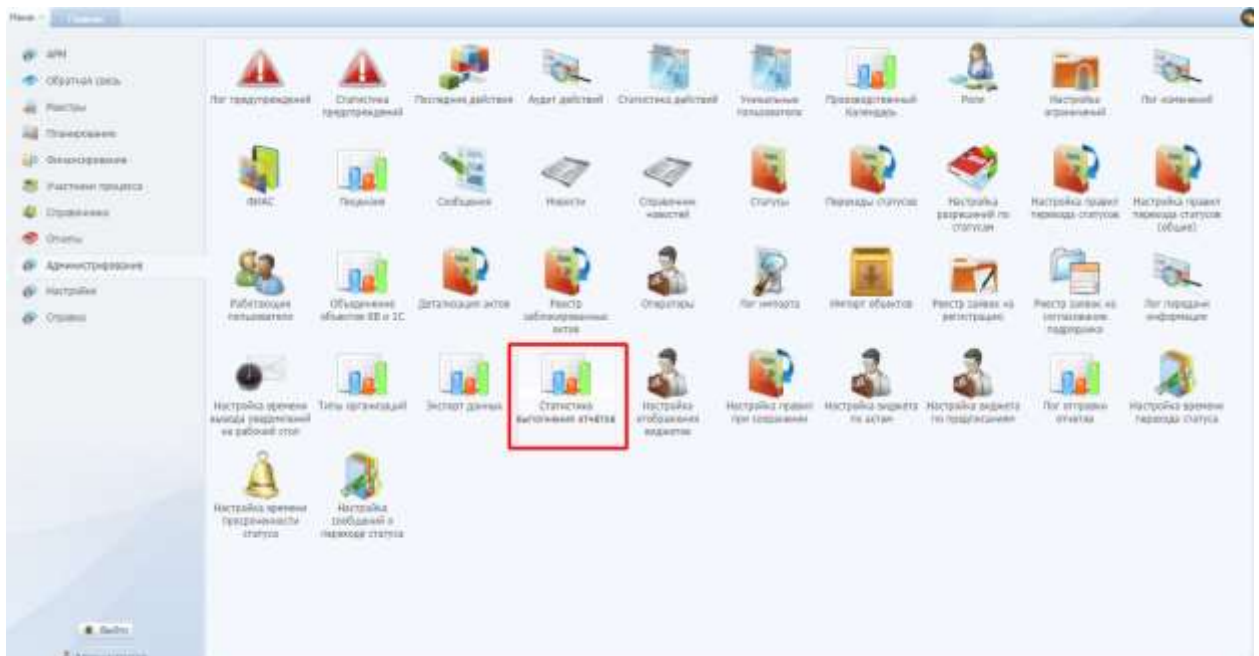 Меню
Главная
АРМ
Обратная связь
Реестры
Планирование
Финансирование
Участники процесса
Справочники
Отчеты
Администрирование
Настройки
Справка
Лог предупреждений
Статистика
предупреждений
Последние действия
Аудит действий
Статистика действий
Уникальные
пользователи
Производственный
Календарь
Роли
Настройка
ограничений
Лог изменений
ФИАС
Лицензия
Сообщения
Новости
Справочник
новостей
Статусы
Переходы статусов
Настройка
разрешений по
статусам
Настройка правил
перехода статусов
Настройка правил
перехода статусов
(общие)
Работающие
пользователи
Объединение
объектов
и 1С
Детализация актов
Реестр
заблокированных
актов
Операторы
Лог импорта
Импорт объектов
Реестр заявок на
регистрацию
Реестр заявок на
согласование
подрядчика
Лог передачи
информации
Настройка времени
вывода уведомлений
на рабочий стол
Типы организаций
Экспорт данных
Статистика
выполнения отчетов
Настройка
отображения
виджетов
Настройка правил
при сохранении
Настройка виджета
по актам
Настройка виджета
по предписаниям
Лог отправки
отчетов
Настройка времени
перехода статуса
Настройка времени
просроченности
статуса
Настройка
сообщений о
переходе статуса
Выйти